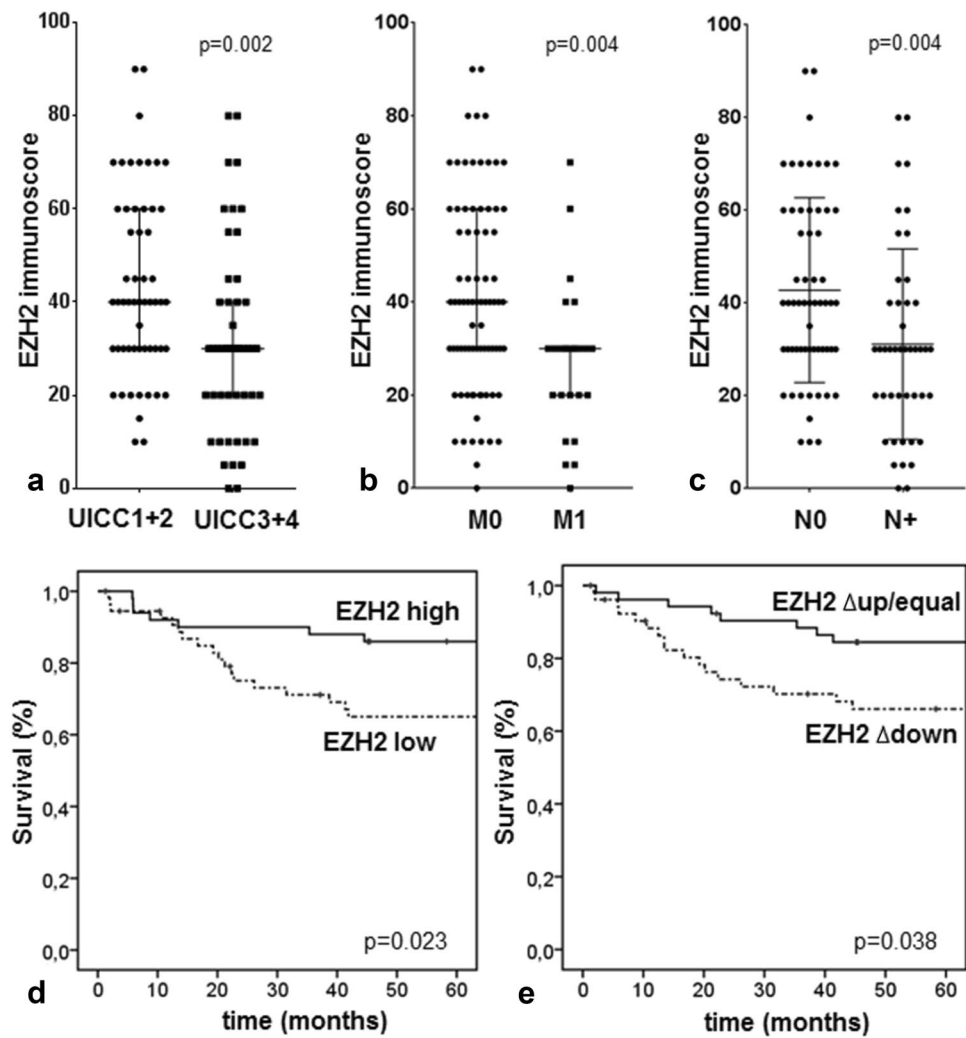 p=0.002
EZH2 immunoscore
100
80
60
40
20
0
UICC1+2 UICC3+4
a
p=0.004
EZH2 immunoscore
100
80
60
40
20
0
M0 M1
b
p=0.004
EZH2 immunoscore
100
80
60
40
20
0
N0 N+
c
Survival (%)
1,0
0,8
0,6
0,4
0,2
0,0
EZH2 high
EZH2 low
p=0.023
0 10 20 30 40 50 60
time (months)
d
Survival (%)
1,0
0,8
0,6
0,4
0,2
0,0
EZH2 Δup/equal
EZH2 Δdown
p=0.038
0 10 20 30 40 50 60
time (months)
e